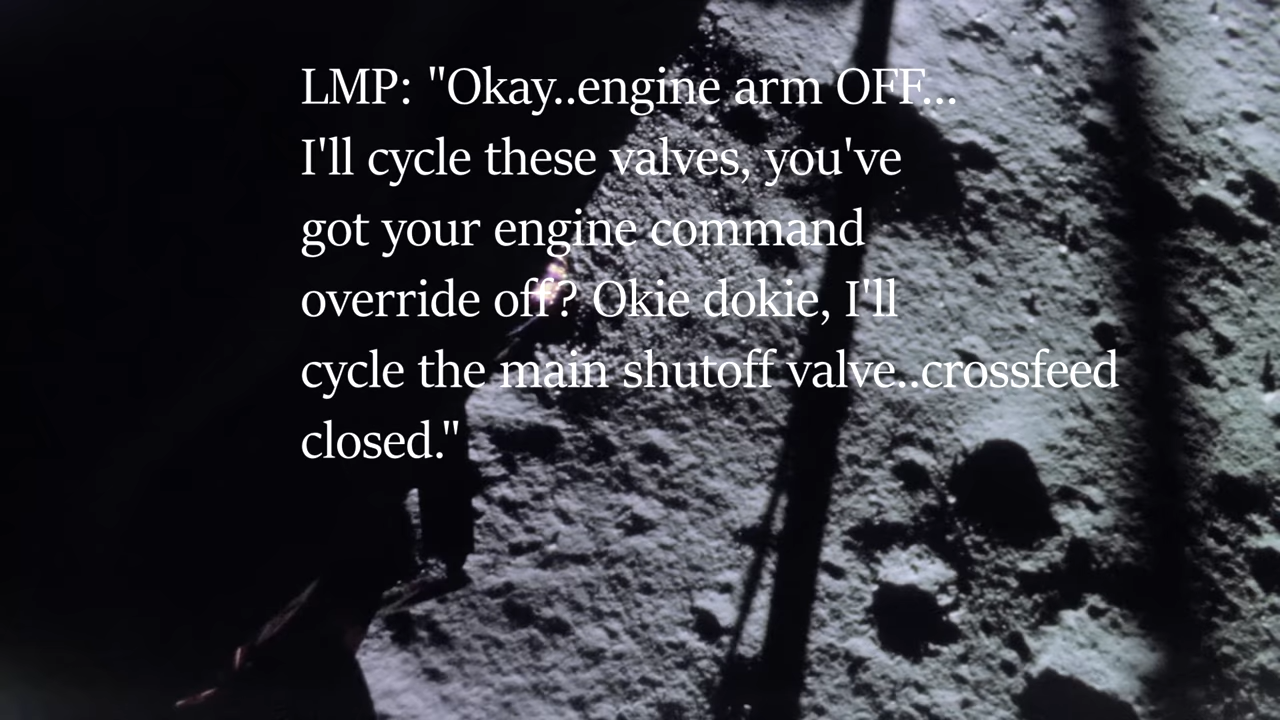 LMP: "Okay..engine arm OFF...
I'll cycle these valves, you've
got your engine command
override off? Okie dokie, I'll
cycle the main shutoff valve..crossfeed
closed."